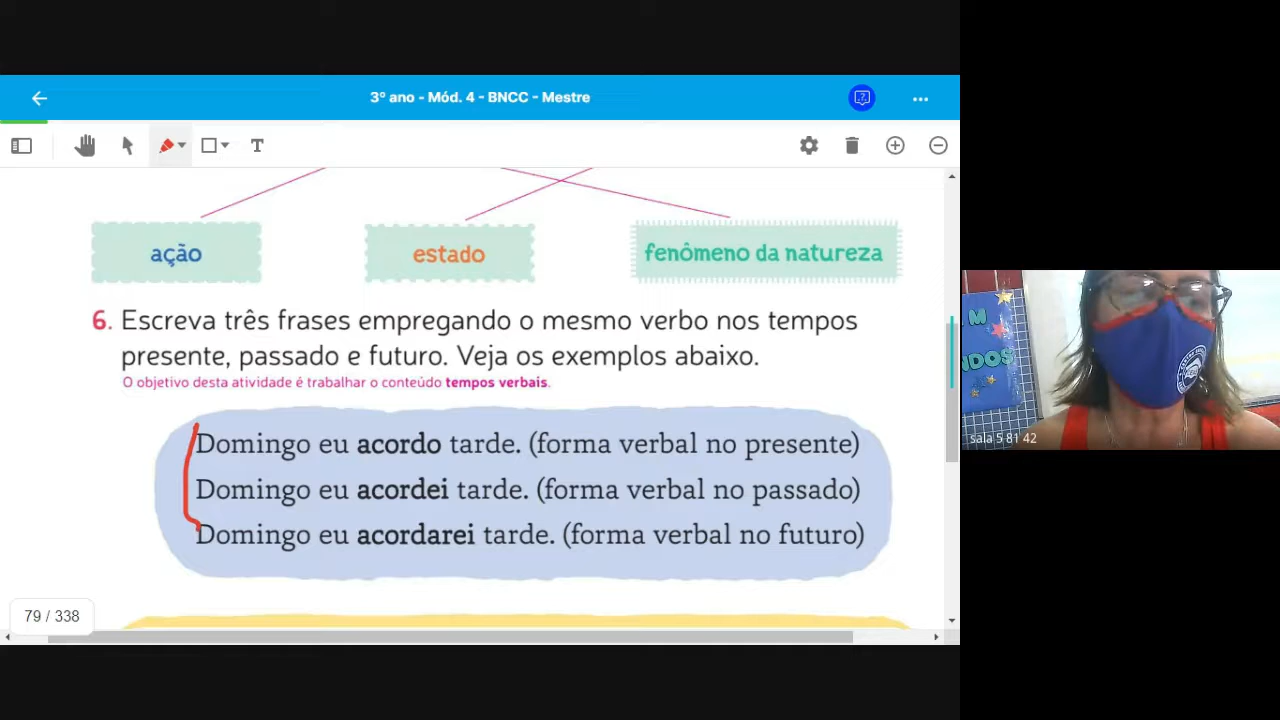 3º ano - Mód. 4 - BNCC - Mestre
T
ação
estado
fenômeno da natureza
6. Escreva três frases empregando o mesmo verbo nos tempos
presente, passado e futuro. Veja os exemplos abaixo.
O objetivo desta atividade é trabalhar o conteúdo tempos verbais.
Domingo eu acordo tarde. (forma verbal no presente)
Domingo eu acordei tarde. (forma verbal no passado)
Domingo eu acordarei tarde. (forma verbal no futuro)
79 / 338
M
NDOS
sala 5 81 42